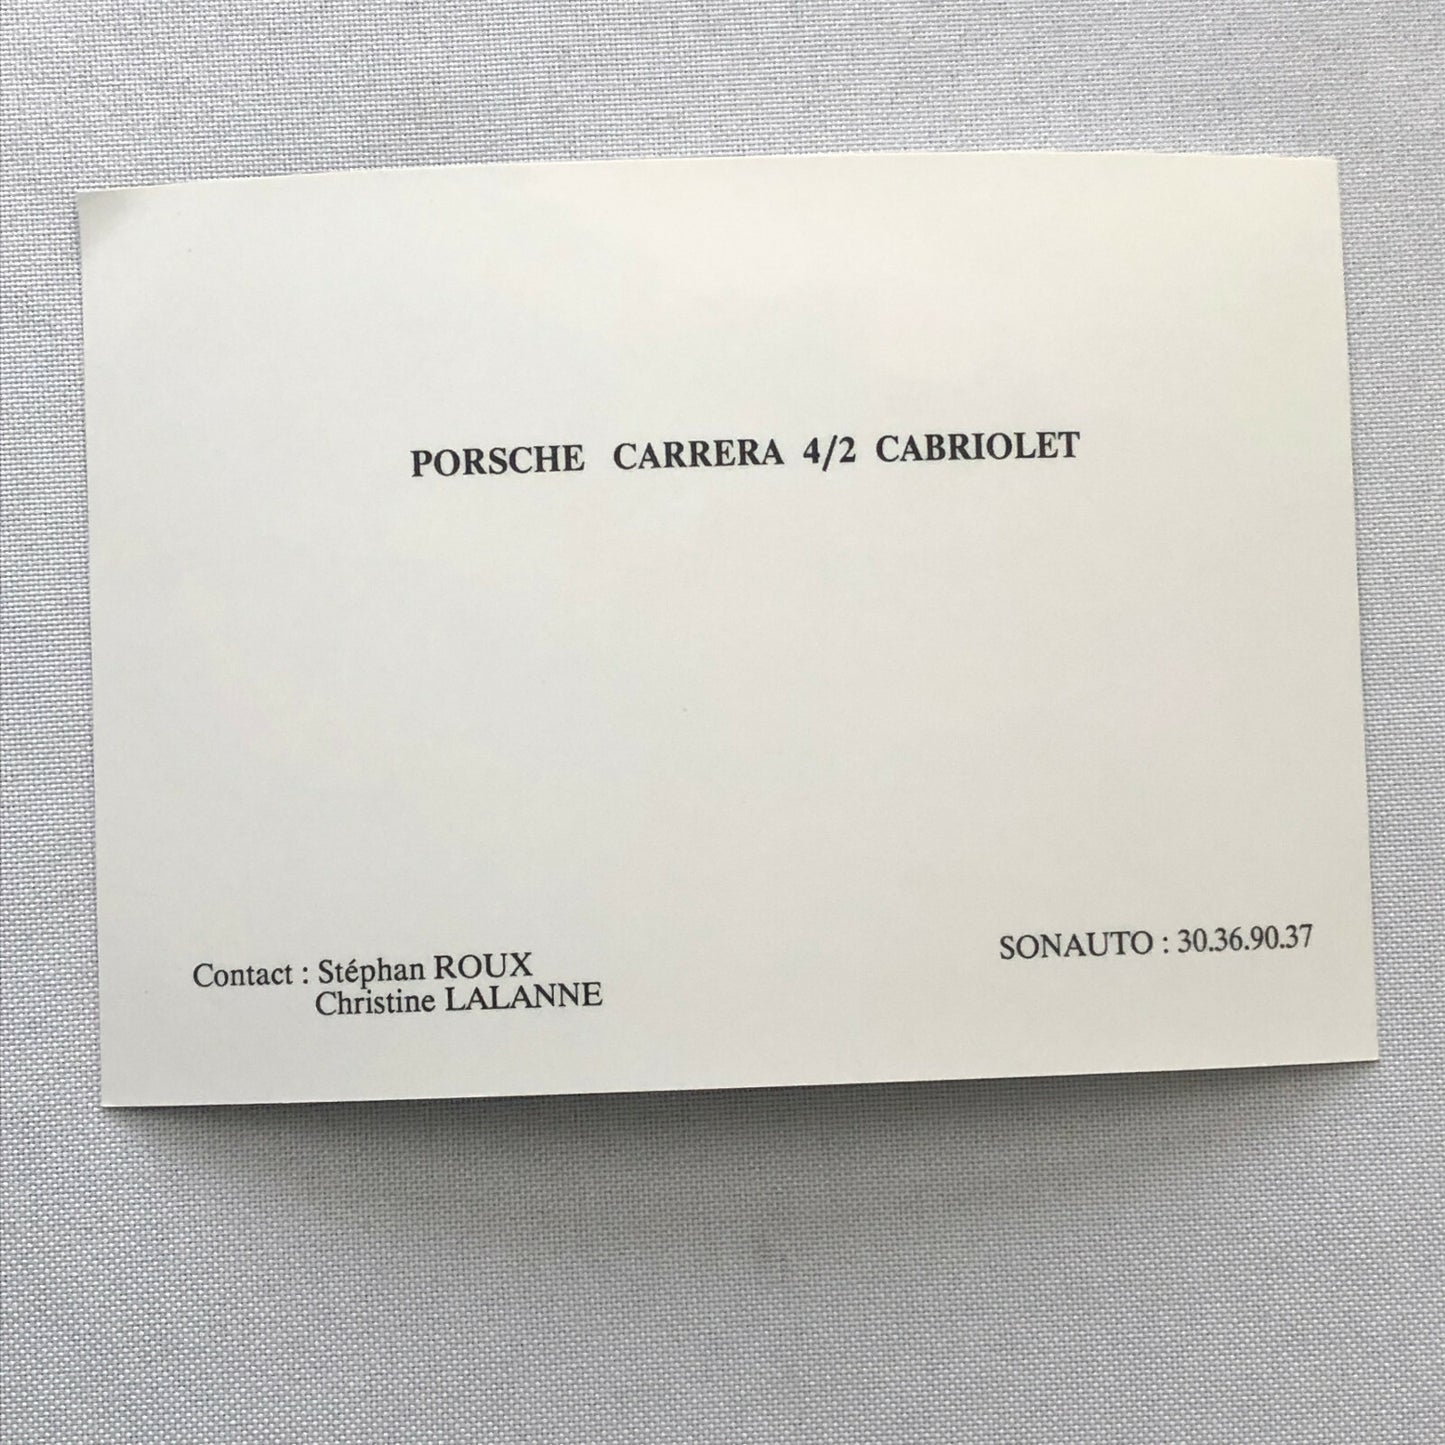 PORSCHE CARRERA 4/2 CABRIOLET
Contact : Stéphan ROUX
Christine LALANNE
SONAUTO : 30.36.90.37